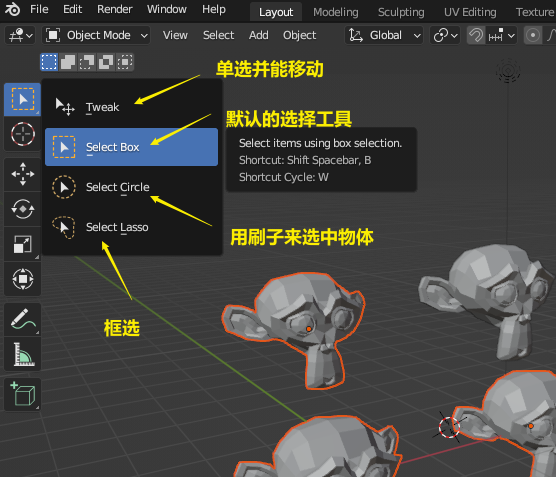 File Edit Render Window Help Layout Modeling Sculpting UV Editing Texture
Object Mode View Select Add Object Global
单选并能移动
Tweak
默认的选择工具
Select Box
Select items using box selection.
Shortcut: Shift Spacebar, B
Shortcut Cycle: W
Select Circle
Select Lasso
用刷子来选中物体
框选